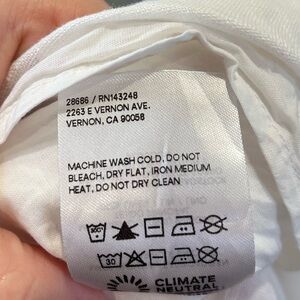 28686 / RN143248
2263 E VERNON AVE.
VERNON, CA 90058
MACHINE WASH COLD, DO NOT
BLEACH, DRY FLAT, IRON MEDIUM
HEAT, DO NOT DRY CLEAN
30
CLIMATE
NEUTRAL